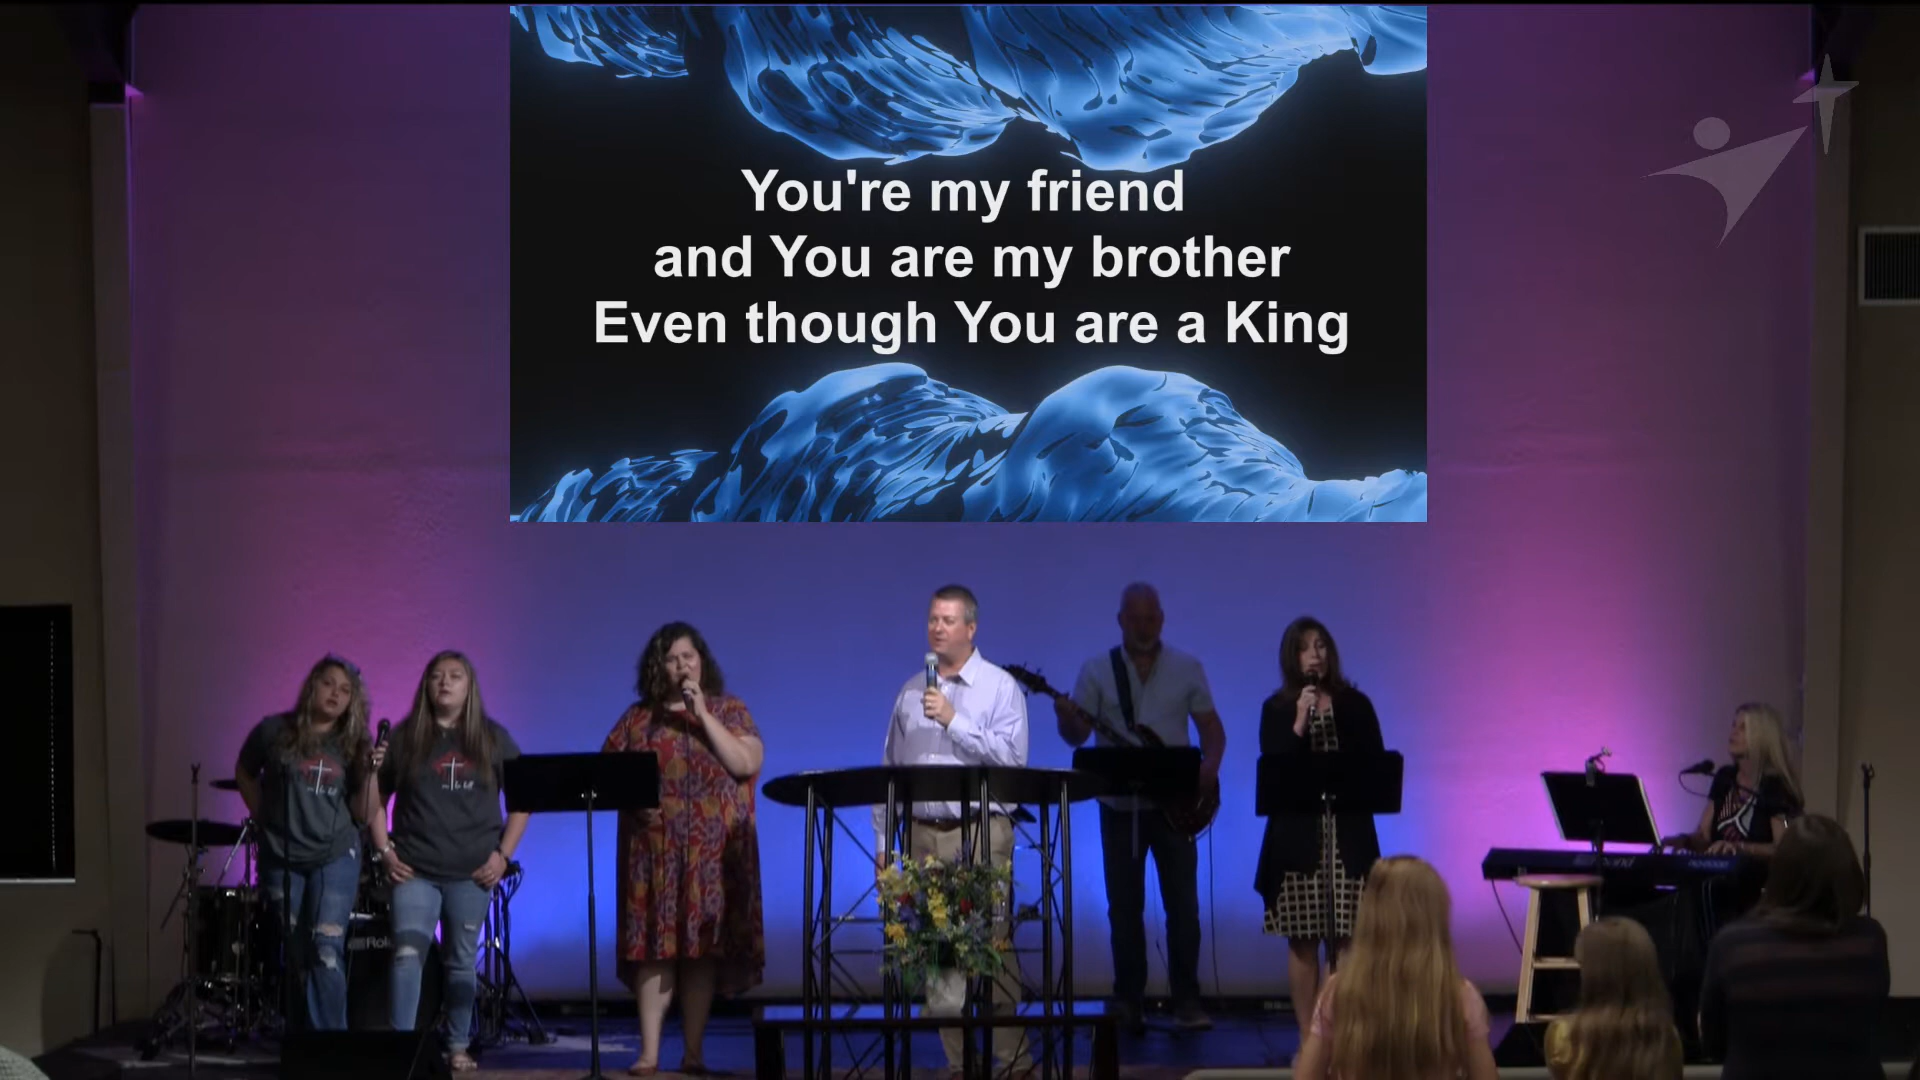 You're my friend
and You are my brother
Even though You are a King